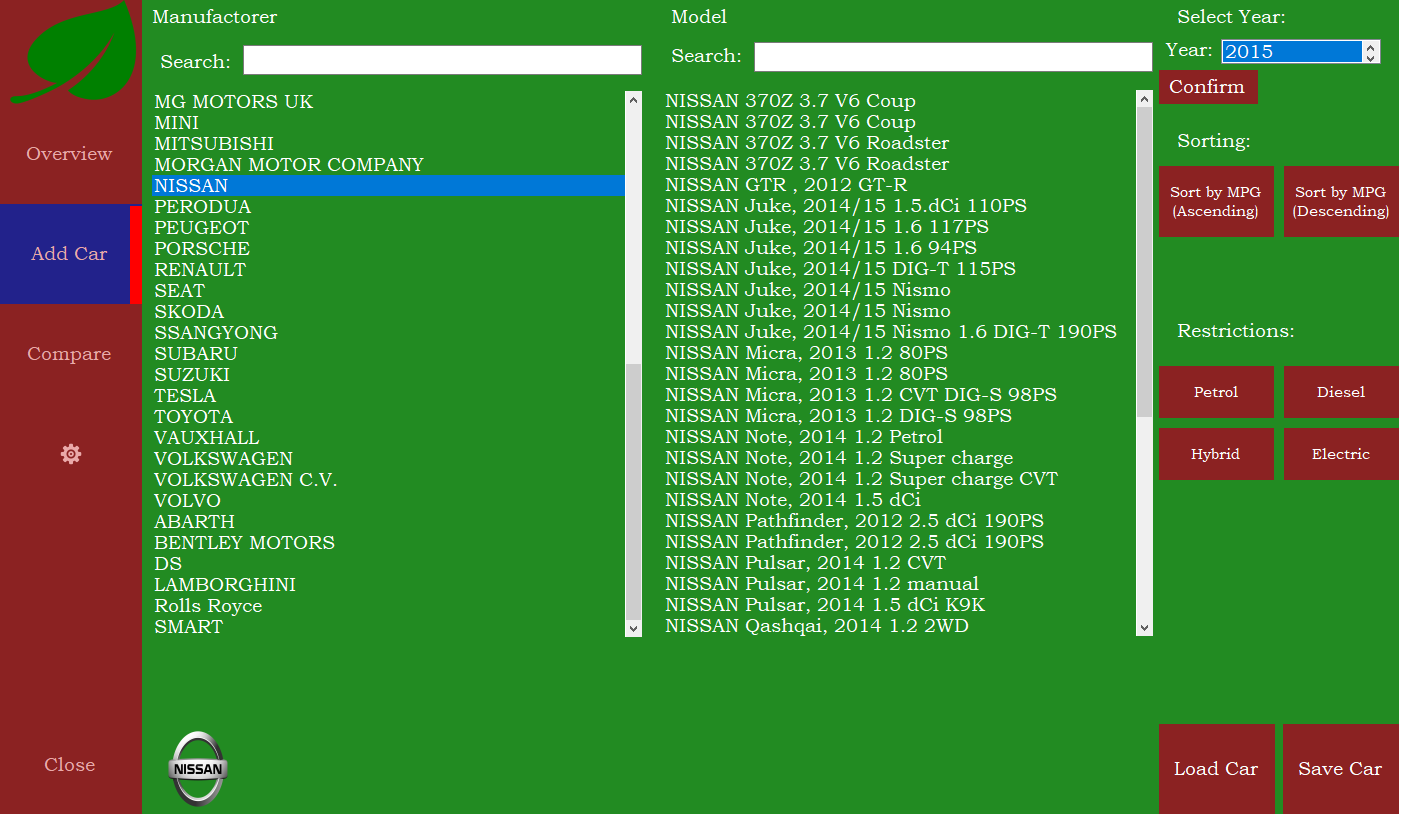 Manufactorer
Search:
MG MOTORS UK
MINI
MITSUBISHI
MORGAN MOTOR COMPANY
NISSAN
PERODUA
PEUGEOT
PORSCHE
RENAULT
SEAT
SKODA
SSANGYONG
SUBARU
SUZUKI
TESLA
TOYOTA
VAUXHALL
VOLKSWAGEN
VOLKSWAGEN C.V.
VOLVO
ABARTH
BENTLEY MOTORS
DS
LAMBORGHINI
Rolls Royce
SMART
Model
Search:
NISSAN 370Z 3.7 V6 Coup
NISSAN 370Z 3.7 V6 Coup
NISSAN 370Z 3.7 V6 Roadster
NISSAN 370Z 3.7 V6 Roadster
NISSAN GTR , 2012 GT-R
NISSAN Juke, 2014/15 1.5.dCi 110PS
NISSAN Juke, 2014/15 1.6 117PS
NISSAN Juke, 2014/15 1.6 94PS
NISSAN Juke, 2014/15 DIG-T 115PS
NISSAN Juke, 2014/15 Nismo
NISSAN Juke, 2014/15 Nismo
NISSAN Juke, 2014/15 Nismo 1.6 DIG-T 190PS
NISSAN Micra, 2013 1.2 80PS
NISSAN Micra, 2013 1.2 80PS
NISSAN Micra, 2013 1.2 CVT DIG-S 98PS
NISSAN Micra, 2013 1.2 DIG-S 98PS
NISSAN Note, 2014 1.2 Petrol
NISSAN Note, 2014 1.2 Super charge
NISSAN Note, 2014 1.2 Super charge CVT
NISSAN Note, 2014 1.5 dCi
NISSAN Pathfinder, 2012 2.5 dCi 190PS
NISSAN Pathfinder, 2012 2.5 dCi 190PS
NISSAN Pulsar, 2014 1.2 CVT
NISSAN Pulsar, 2014 1.2 manual
NISSAN Pulsar, 2014 1.5 dCi K9K
NISSAN Qashqai, 2014 1.2 2WD
Select Year:
Year: 2015
Confirm
Sorting:
Sort by MPG
(Ascending)
Sort by MPG
(Descending)
Restrictions:
Petrol
Diesel
Hybrid
Electric
Load Car
Save Car
Overview
Add Car
Compare
Close
NISSAN